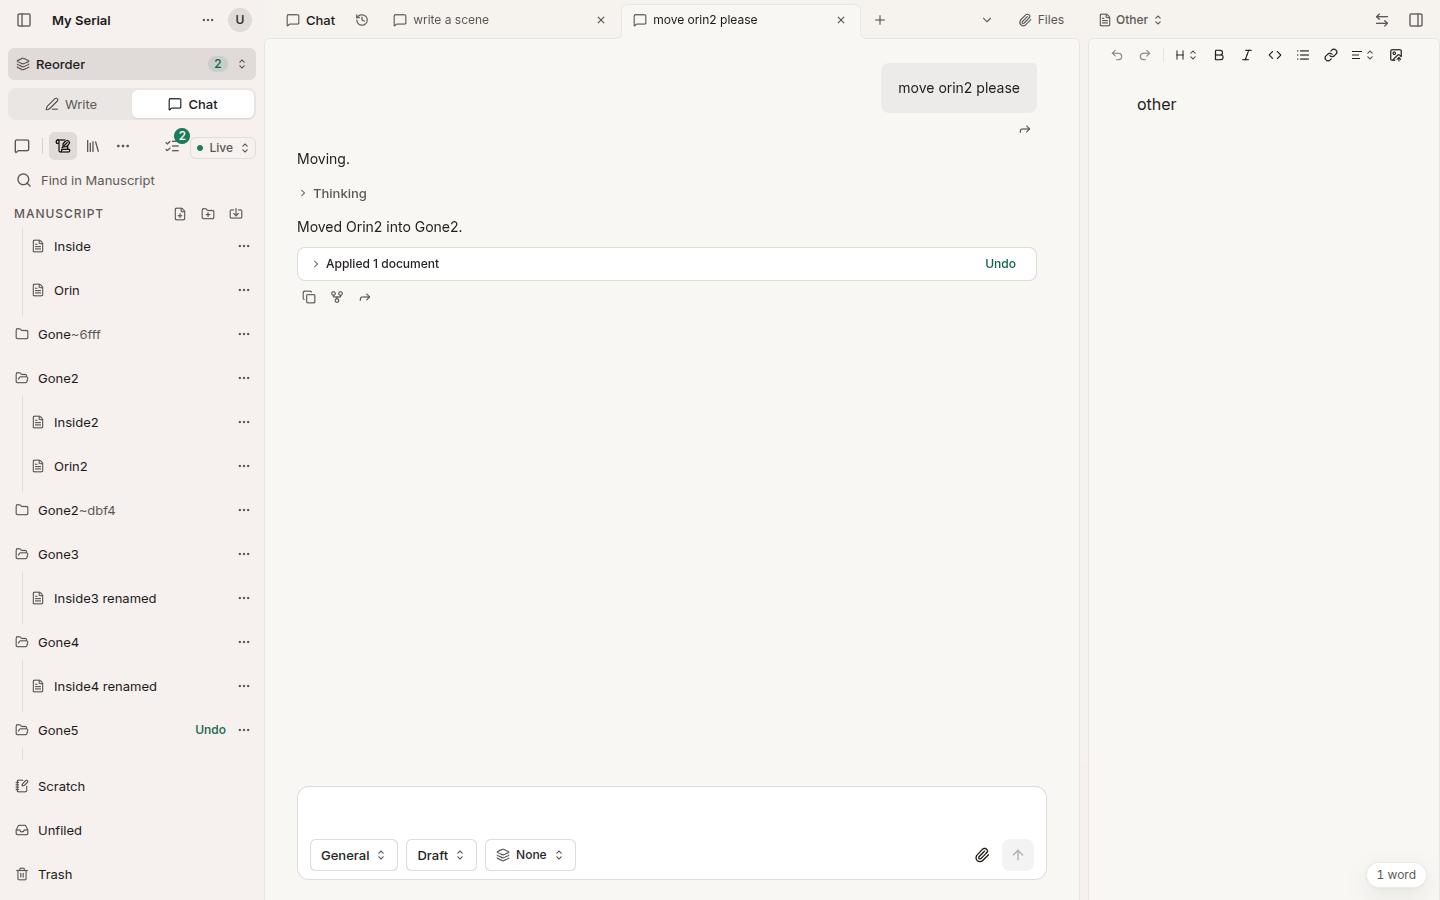 My Serial
U
Reorder
2
Write
Chat
2
Live
Find in Manuscript
MANUSCRIPT
Inside
Orin
Gone~6fff
Gone2
Inside2
Orin2
Gone2~dbf4
Gone3
Inside3 renamed
Gone4
Inside4 renamed
Gone5
Undo
Scratch
Unfiled
Trash
Chat
write a scene
move orin2 please
Files
move orin2 please
Moving.
Thinking
Moved Orin2 into Gone2.
Applied 1 document
Undo
General
Draft
None
Other
H
B
I
other
1 word